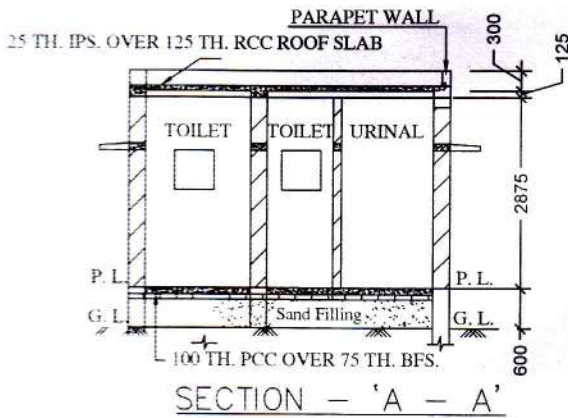 PARAPET WALL
25 TH. IPS. OVER 125 TH. RCC ROOF SLAB
300
125
TOILET TOILET URINAL
2875
P. L. P. L.
G. L. Sand Filling G. L.
600
100 TH. PCC OVER 75 TH. BFS.
SECTION - 'A - A'